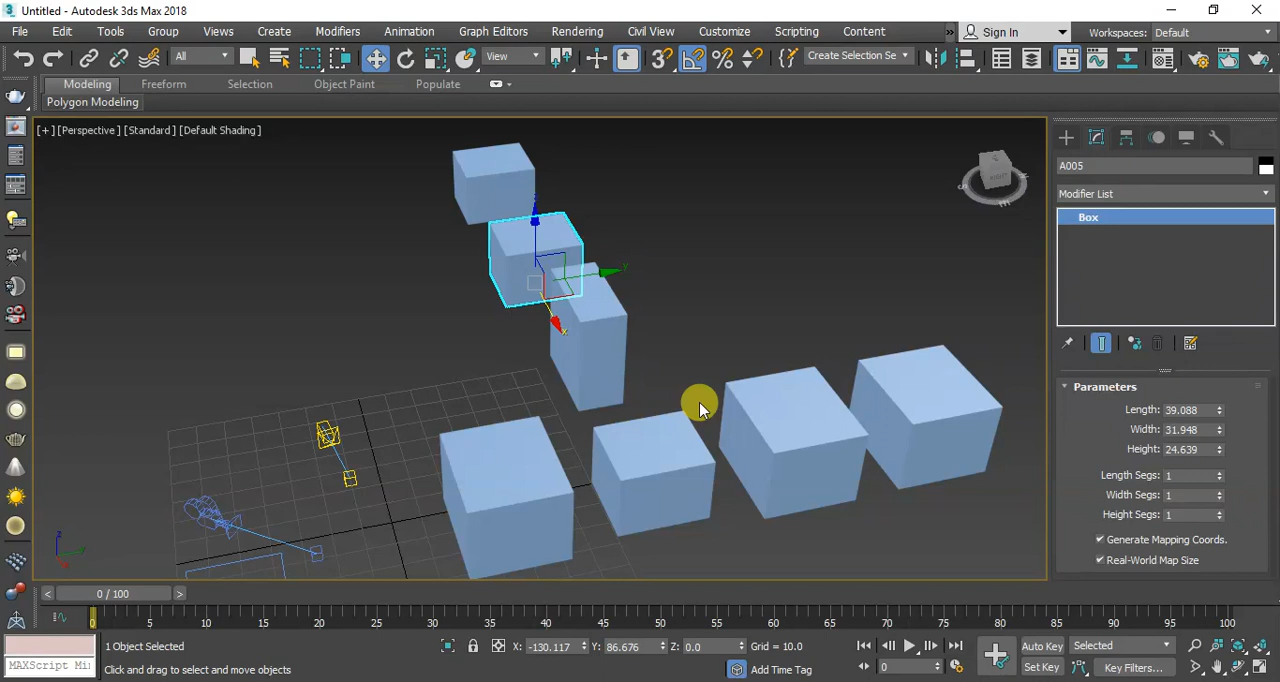 Untitled - Autodesk 3ds Max 2018
File Edit Tools Group Views Create Modifiers Animation Graph Editors Rendering Civil View Customize Scripting Content » Sign In Workspaces: Default
All View Create Selection Se
Modeling Freeform Selection Object Paint Populate
Polygon Modeling
[+] [Perspective] [Standard] [Default Shading]
A005
Modifier List
Box
Parameters
Length: 39.088
Width: 31.948
Height: 24.639
Length Segs: 1
Width Segs: 1
Height Segs: 1
Generate Mapping Coords.
Real-World Map Size
< 0 / 100 >
0 5 10 15 20 25 30 35 40 45 50 55 60 65 70 75 80 85 90 95 100
1 Object Selected X: -130.117 Y: 86.676 Z: 0.0 Grid = 10.0 Auto Key Selected
MAXScript Mi Click and drag to select and move objects Add Time Tag 0 Set Key Key Filters...